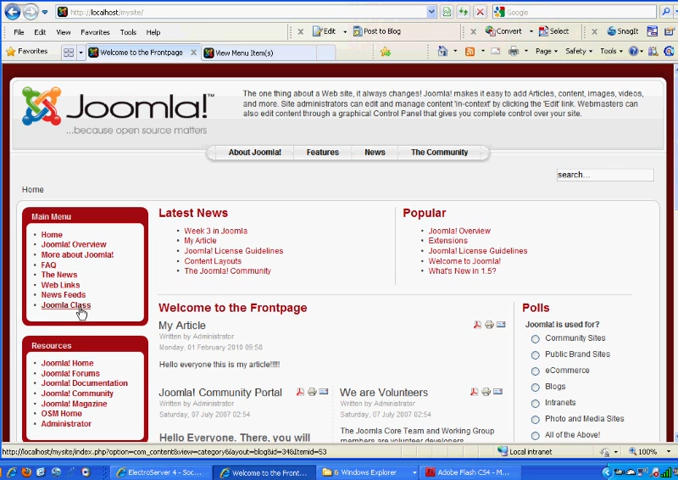 http://localhost/mysite/
Google
File Edit View Favorites Tools Help
Edit Post to Blog
Convert Select
SnagIt
Favorites
Welcome to the Frontpage
View Menu Item(s)
Page Safety Tools
Joomla!™
...because open source matters
The one thing about a Web site, it always changes! Joomla! makes it easy to add Articles, content, images, videos,
and more. Site administrators can edit and manage content 'in-context' by clicking the 'Edit' link. Webmasters can
also edit content through a graphical Control Panel that gives you complete control over your site.
About Joomla! Features News The Community
search...
Home
Main Menu
Home
Joomla! Overview
More about Joomla!
FAQ
The News
Web Links
News Feeds
Joomla Class
Resources
Joomla! Home
Joomla! Forums
Joomla! Documentation
Joomla! Community
Joomla! Magazine
OSM Home
Administrator
Latest News
Week 3 in Joomla
My Article
Joomla! License Guidelines
Content Layouts
The Joomla! Community
Popular
Joomla! Overview
Extensions
Joomla! License Guidelines
Welcome to Joomla!
What's New in 1.5?
Welcome to the Frontpage
My Article
Written by Administrator
Monday, 01 February 2010 09:58
Hello everyone this is my article!!!!!
Joomla! Community Portal
Written by Administrator
Saturday, 07 July 2007 02:54
Hello Everyone. There, you will
We are Volunteers
Written by Administrator
Saturday, 07 July 2007 02:54
The Joomla Core Team and Working Group
members are volunteer developers,
Polls
Joomla! is used for?
Community Sites
Public Brand Sites
eCommerce
Blogs
Intranets
Photo and Media Sites
All of the Above!
http://localhost/mysite/index.php?option=com_content&view=category&layout=blog&id=34&Itemid=53
Local intranet
100%
ElectroServer 4 - Soc...
Welcome to the Front...
6 Windows Explorer
Adobe Flash CS4 - [M...